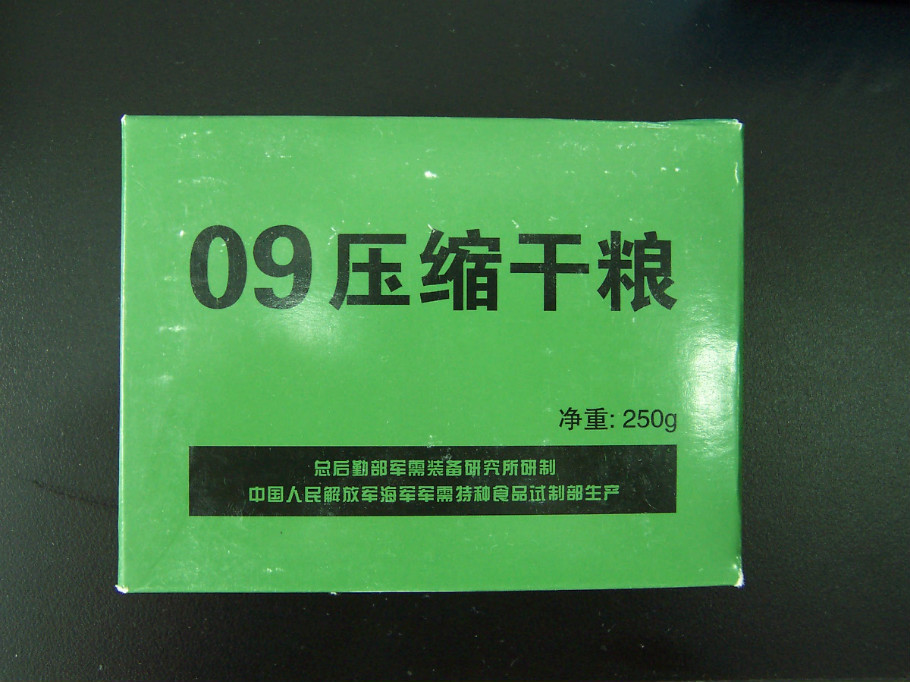 09压缩干粮
净重: 250g
总后勤部军需装备研究所研制
中国人民解放军海军军需特种食品试制部生产